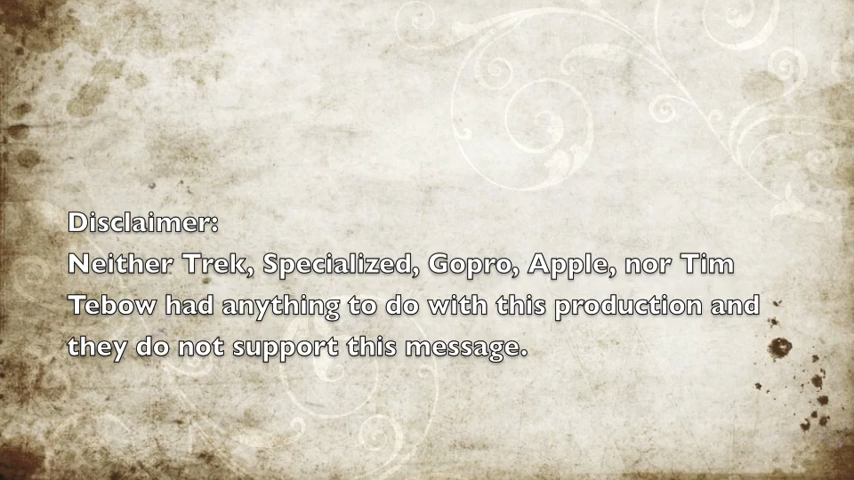 Disclaimer:
Neither Trek, Specialized, Gopro, Apple, nor Tim
Tebow had anything to do with this production and
they do not support this message.